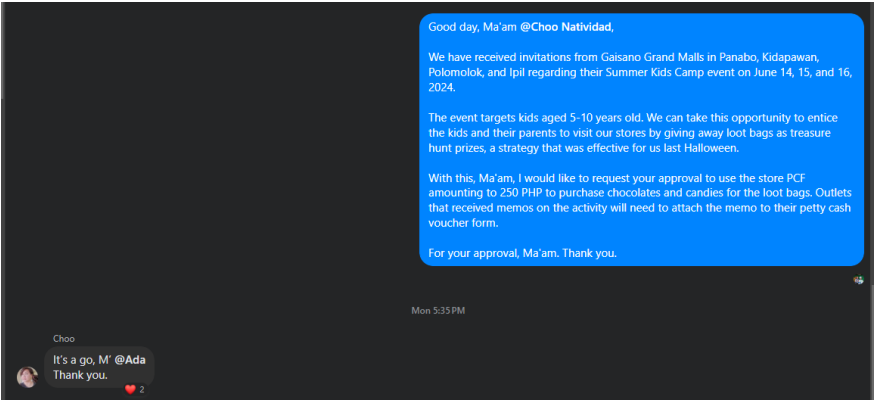 Good day, Ma'am @Choo Natividad,
We have received invitations from Gaisano Grand Malls in Panabo, Kidapawan,
Polomolok, and Ipil regarding their Summer Kids Camp event on June 14, 15, and 16,
2024.
The event targets kids aged 5-10 years old. We can take this opportunity to entice
the kids and their parents to visit our stores by giving away loot bags as treasure
hunt prizes, a strategy that was effective for us last Halloween.
With this, Ma'am, I would like to request your approval to use the store PCF
amounting to 250 PHP to purchase chocolates and candies for the loot bags. Outlets
that received memos on the activity will need to attach the memo to their petty cash
voucher form.
For your approval, Ma'am. Thank you.
Mon 5:35 PM
Choo
It's a go, M' @Ada
Thank you.
2